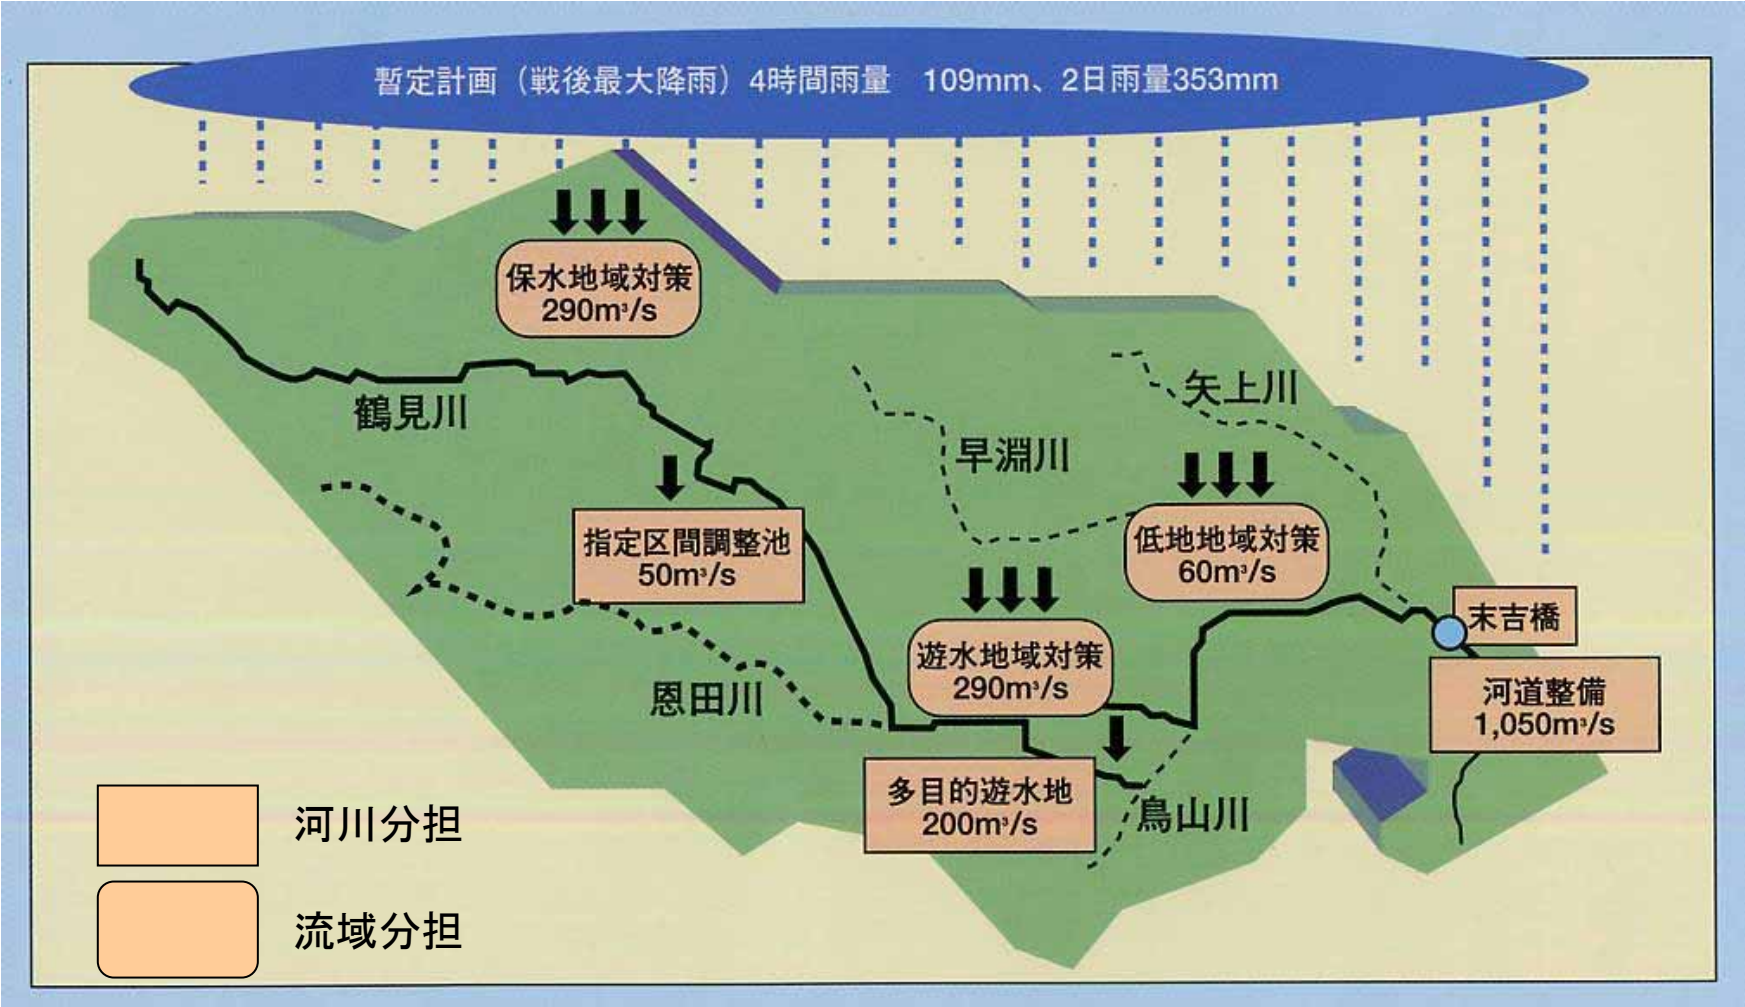 暫定計画（戦後最大降雨）4時間雨量　109mm、2日雨量353mm
保水地域対策
290m³/s
鶴見川
矢上川
早淵川
指定区間調整池
50m³/s
低地地域対策
60m³/s
末吉橋
遊水地域対策
290m³/s
恩田川
河道整備
1,050m³/s
多目的遊水地
200m³/s
鳥山川
河川分担
流域分担